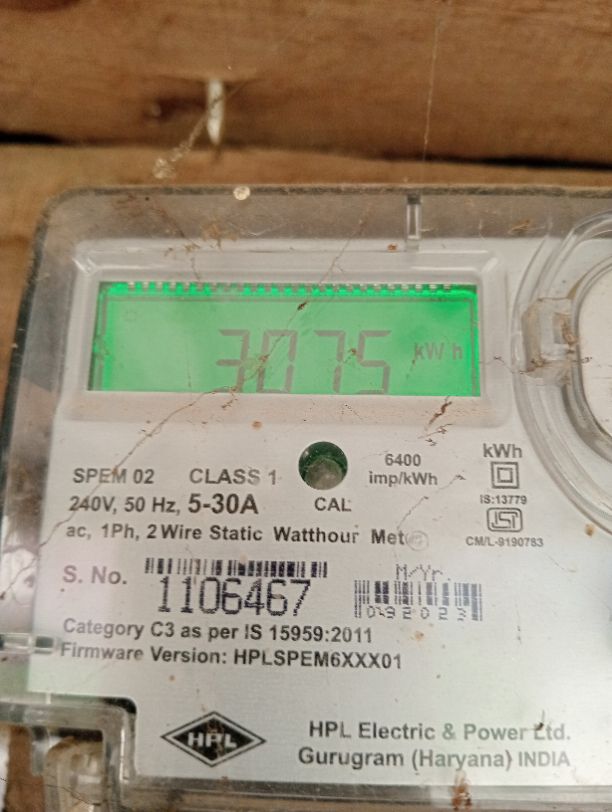 3075 kWh
SPEM 02 CLASS 1
6400
imp/kWh
kWh
240V, 50 Hz, 5-30A
CAL
IS:13779
ac, 1Ph, 2 Wire Static Watthour Met
CM/L-9190783
S. No.
1106467
M/Yr.
092023
Category C3 as per IS 15959:2011
Firmware Version: HPLSPEM6XXX01
HPL
HPL Electric & Power Ltd.
Gurugram (Haryana) INDIA